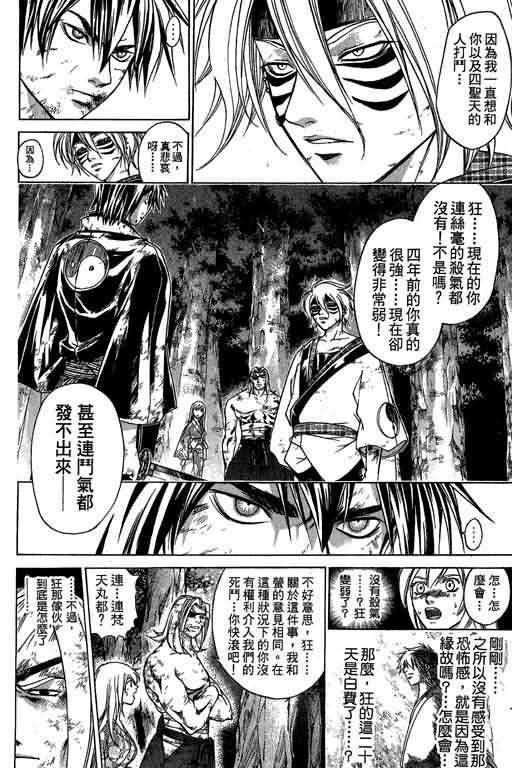 因為我一直想和
你以及四聖天的
人打鬥…
……
不過，
真悲哀
呀……
因為…
狂……現在的你
連絲毫的殺氣都
沒有！不是嗎？
四年前的你真的
很強……現在卻
變得非常弱！
甚至連鬥氣都
發不出來——
……
怎…怎
麼會…
沒有殺氣
……？狂
變弱了？
剛剛……
之所以沒有感受到那
恐怖感，就是因為這
緣故嗎？…怎麼會…
那麼，狂的這二十
天是白費了……？
不好意思，狂…
關於這件事，我和
螢的意見相同。在
這種狀況下的你沒
有權利介入我們的
死鬥…你快滾吧！
連…連梵
天丸都？
……不過，
狂那傢伙
到底是怎麼了